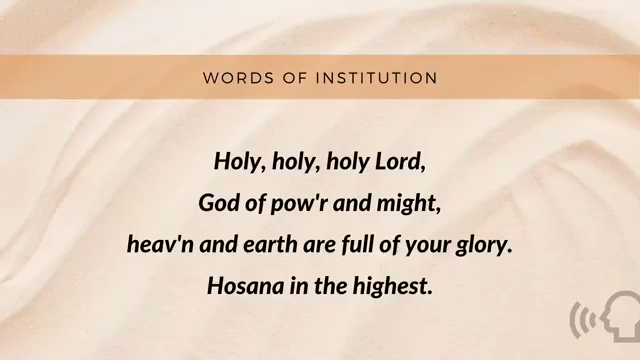 WORDS OF INSTITUTION
Holy, holy, holy Lord,
God of pow'r and might,
heav'n and earth are full of your glory.
Hosana in the highest.